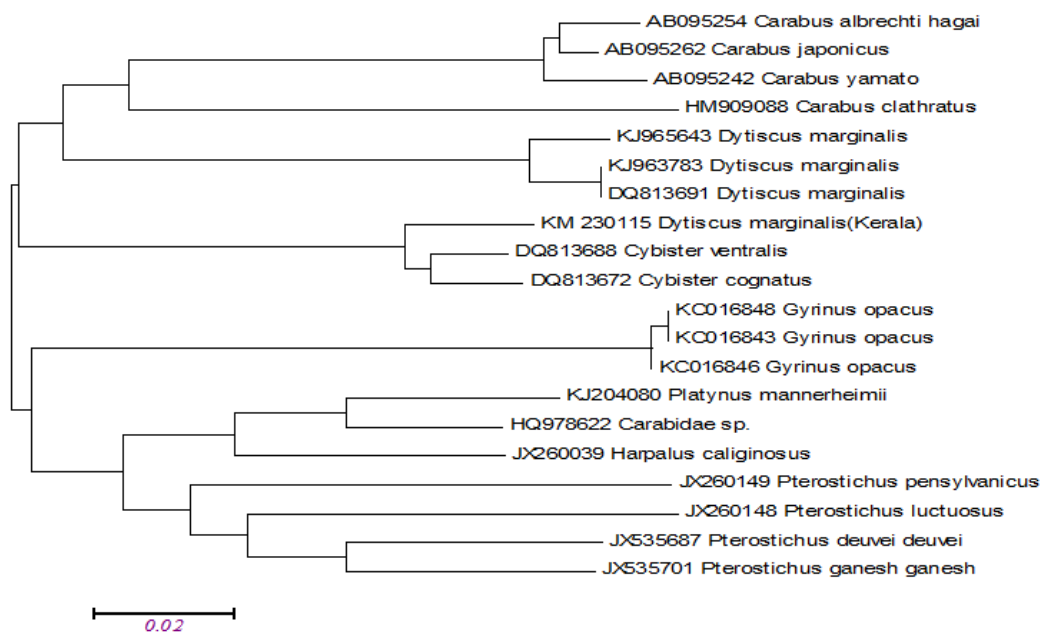 AB095254 Carabus albrechti hagai
AB095262 Carabus japonicus
AB095242 Carabus yamato
HM909088 Carabus clathratus
KJ965643 Dytiscus marginalis
KJ963783 Dytiscus marginalis
DQ813691 Dytiscus marginalis
KM 230115 Dytiscus marginalis(Kerala)
DQ813688 Cybister ventralis
DQ813672 Cybister cognatus
KC016848 Gyrinus opacus
KC016843 Gyrinus opacus
KC016846 Gyrinus opacus
KJ204080 Platynus mannerheimii
HQ978622 Carabidae sp.
JX260039 Harpalus caliginosus
JX260149 Pterostichus pensylvanicus
JX260148 Pterostichus luctuosus
JX535687 Pterostichus deuvei deuvei
JX535701 Pterostichus ganesh ganesh
0.02